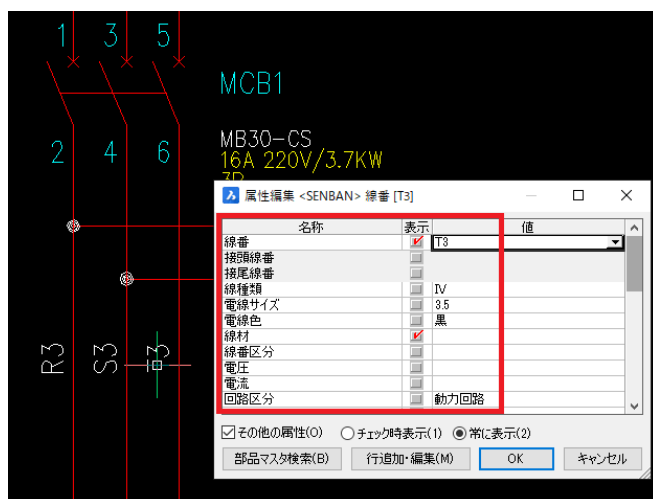 1 3 5
MCB1
2 4 6
MB30-CS
16A 220V/3.7KW
3P
R3 S3 T3
属性編集 <SENBAN> 線番 [T3]
名称 表示 値
線番 T3
接頭線番
接尾線番
線種類 IV
電線サイズ 3.5
電線色 黒
線材
線番区分
電圧
電流
回路区分 動力回路
その他の属性(O) チェック時表示(1) 常に表示(2)
部品マスタ検索(B) 行追加・編集(M) OK キャンセル